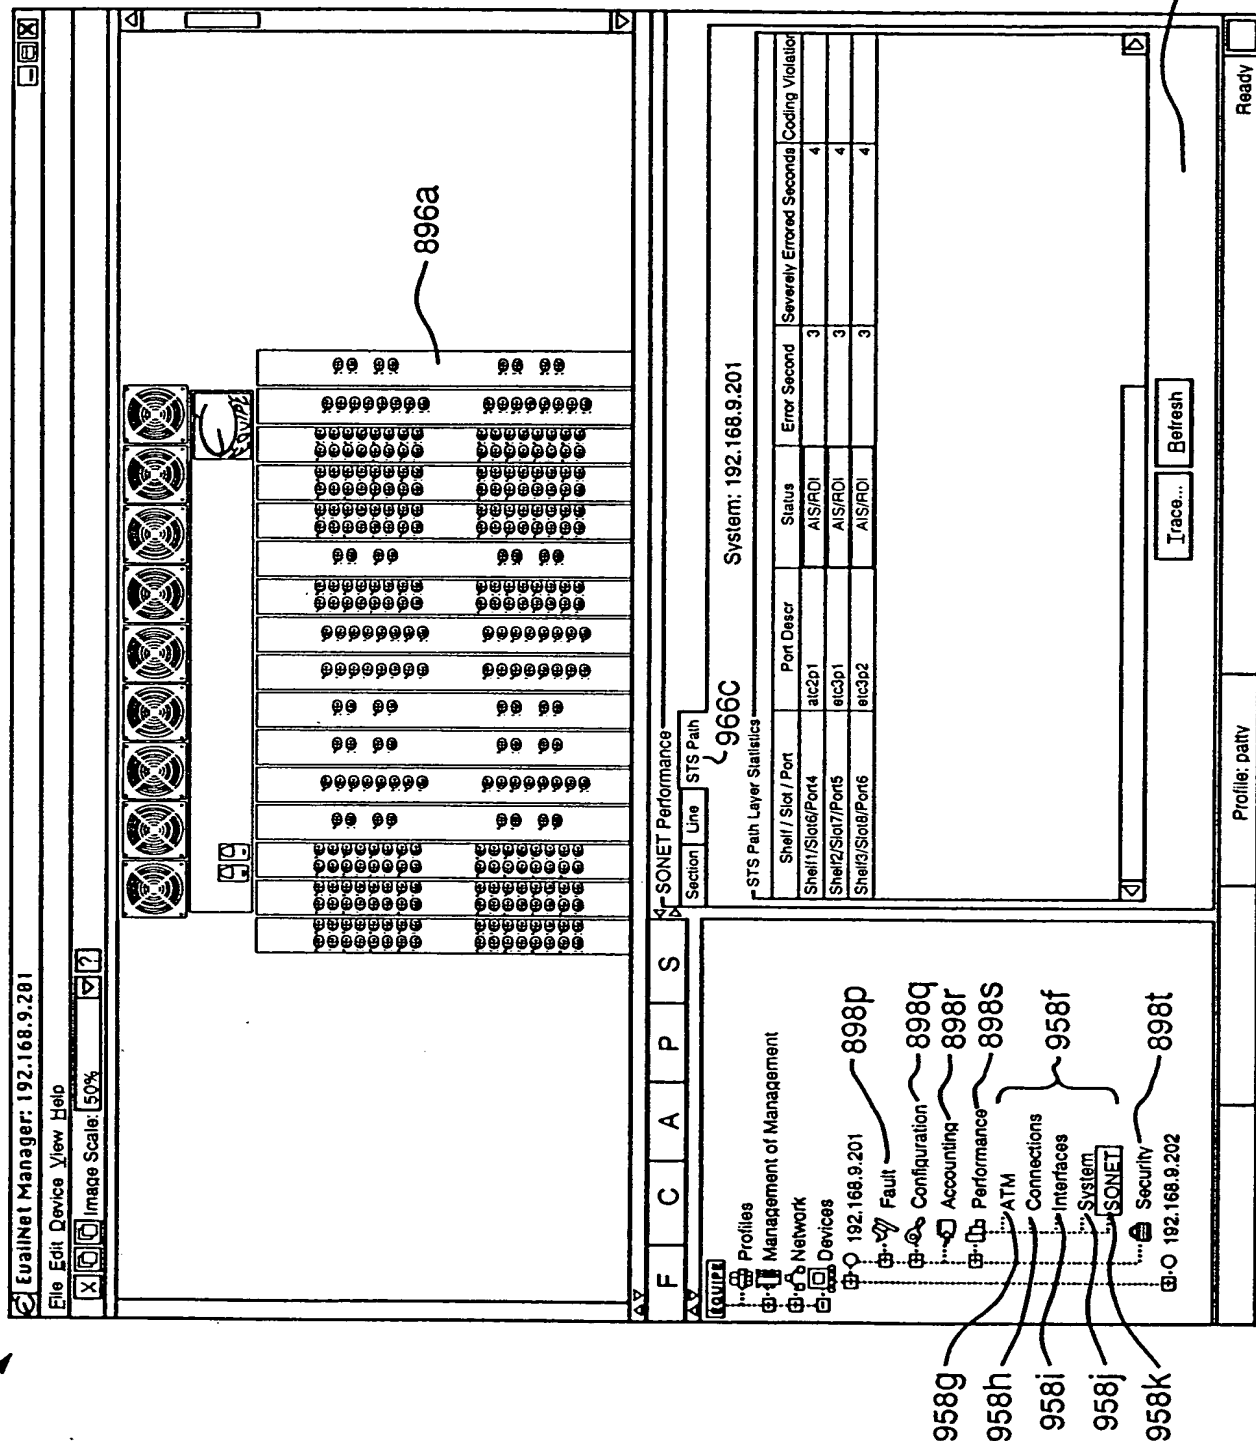 EualNet Manager: 192.168.9.201
File Edit Device View Help
X Image Scale: 50% ?
896a
F C A P S
EQUIPE
Profiles
Management of Management
Network
Devices
192.168.9.201
Fault
Configuration
Accounting
Performance
ATM
Connections
Interfaces
System
SONET
Security
192.168.9.202
898p
898q
898r
898s
958f
898t
958g
958h
958i
958j
958k
SONET Performance
Section Line STS Path
966C
System: 192.168.9.201
STS Path Layer Statistics
Shelf / Slot / Port Port Descr Status Error Second Severely Errored Seconds Coding Violation
Shelf1/Slot6/Port4 atc2p1 AIS/RDI 3 4
Shelf2/Slot7/Port5 etc3p1 AIS/RDI 3 4
Shelf3/Slot8/Port6 etc3p2 AIS/RDI 3 4
Trace... Befresh
Profile: patty
Ready